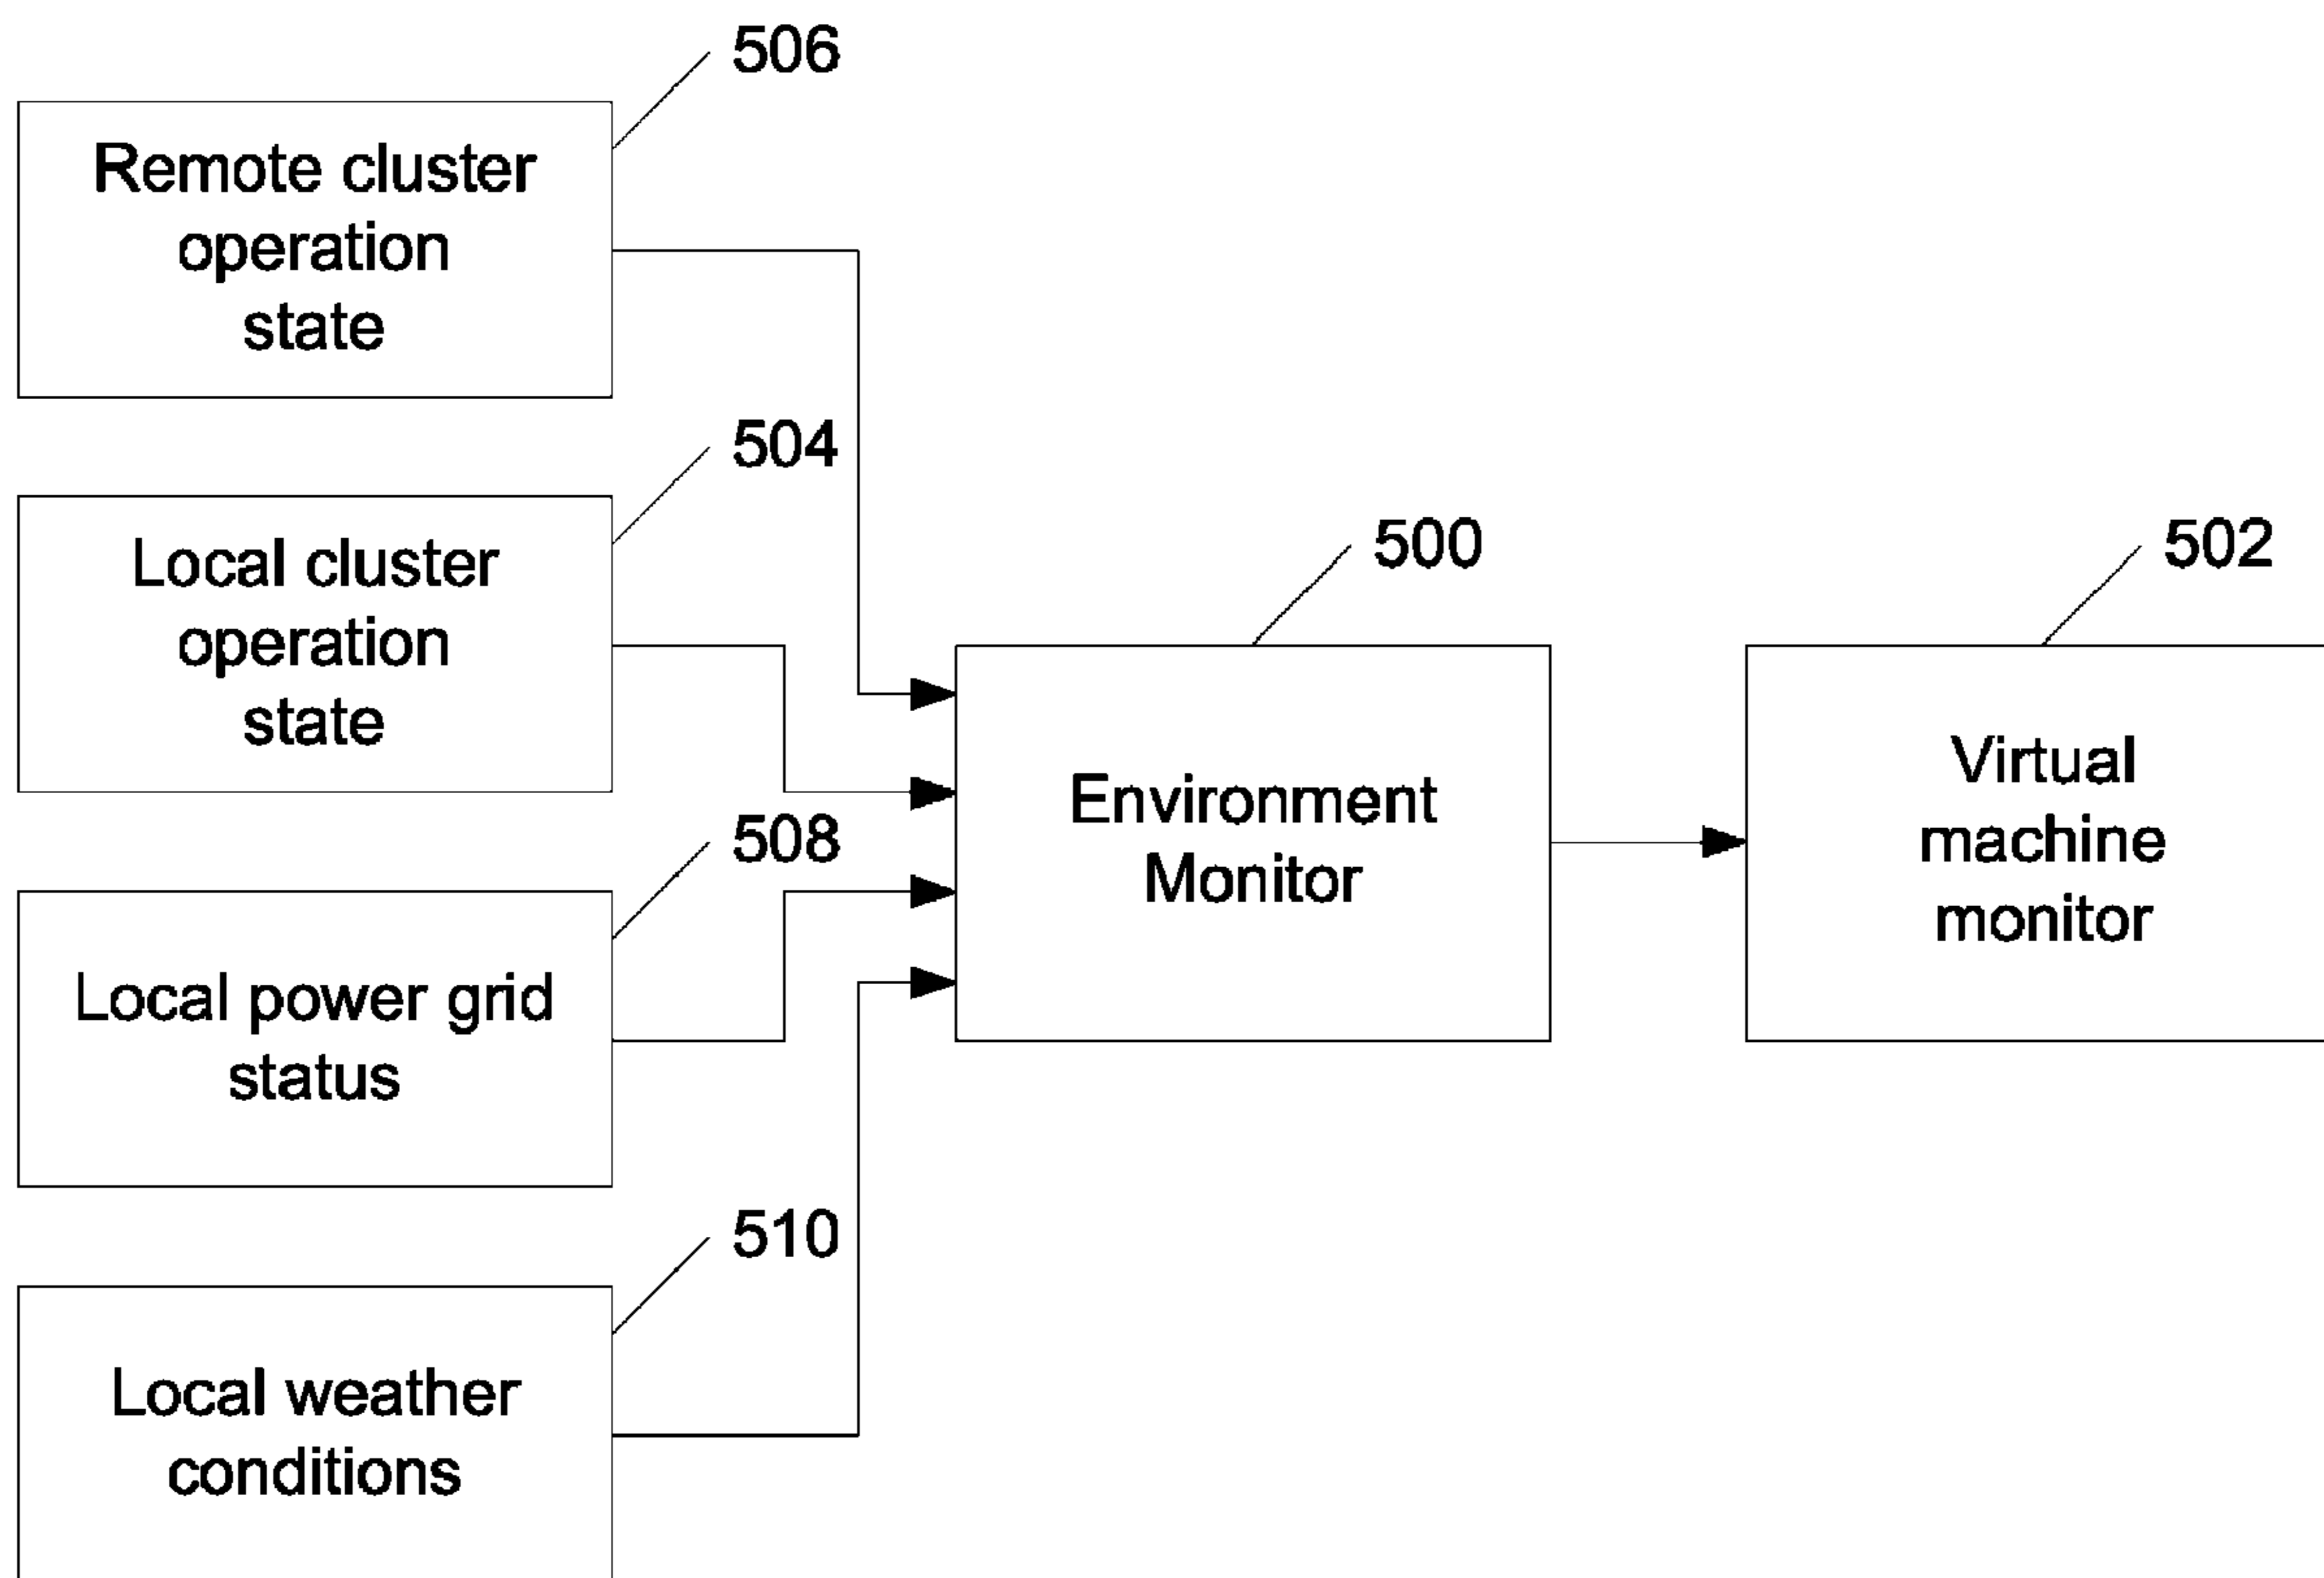 506
Remote cluster
operation
state
504
Local cluster
operation
state
508
Local power grid
status
510
Local weather
conditions
500
Environment
Monitor
502
Virtual
machine
monitor